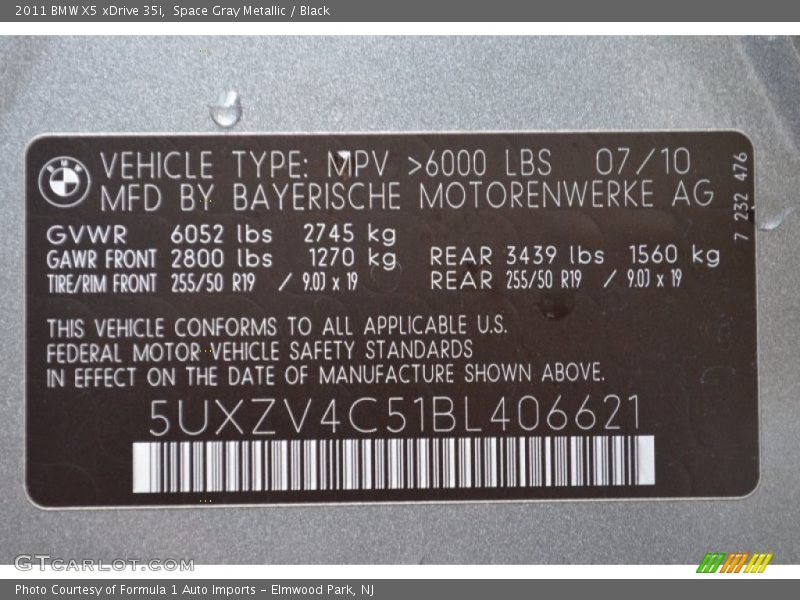 2011 BMW X5 xDrive 35i, Space Gray Metallic / Black
VEHICLE TYPE: MPV >6000 LBS 07/10
MFD BY BAYERISCHE MOTORENWERKE AG
7 232 476
GVWR 6052 lbs 2745 kg
GAWR FRONT 2800 lbs 1270 kg REAR 3439 lbs 1560 kg
TIRE/RIM FRONT 255/50 R19 / 9.0J x 19 REAR 255/50 R19 / 9.0J x 19
THIS VEHICLE CONFORMS TO ALL APPLICABLE U.S.
FEDERAL MOTOR VEHICLE SAFETY STANDARDS
IN EFFECT ON THE DATE OF MANUFACTURE SHOWN ABOVE.
5UXZV4C51BL406621
GTCARLOT.COM
Photo Courtesy of Formula 1 Auto Imports - Elmwood Park, NJ